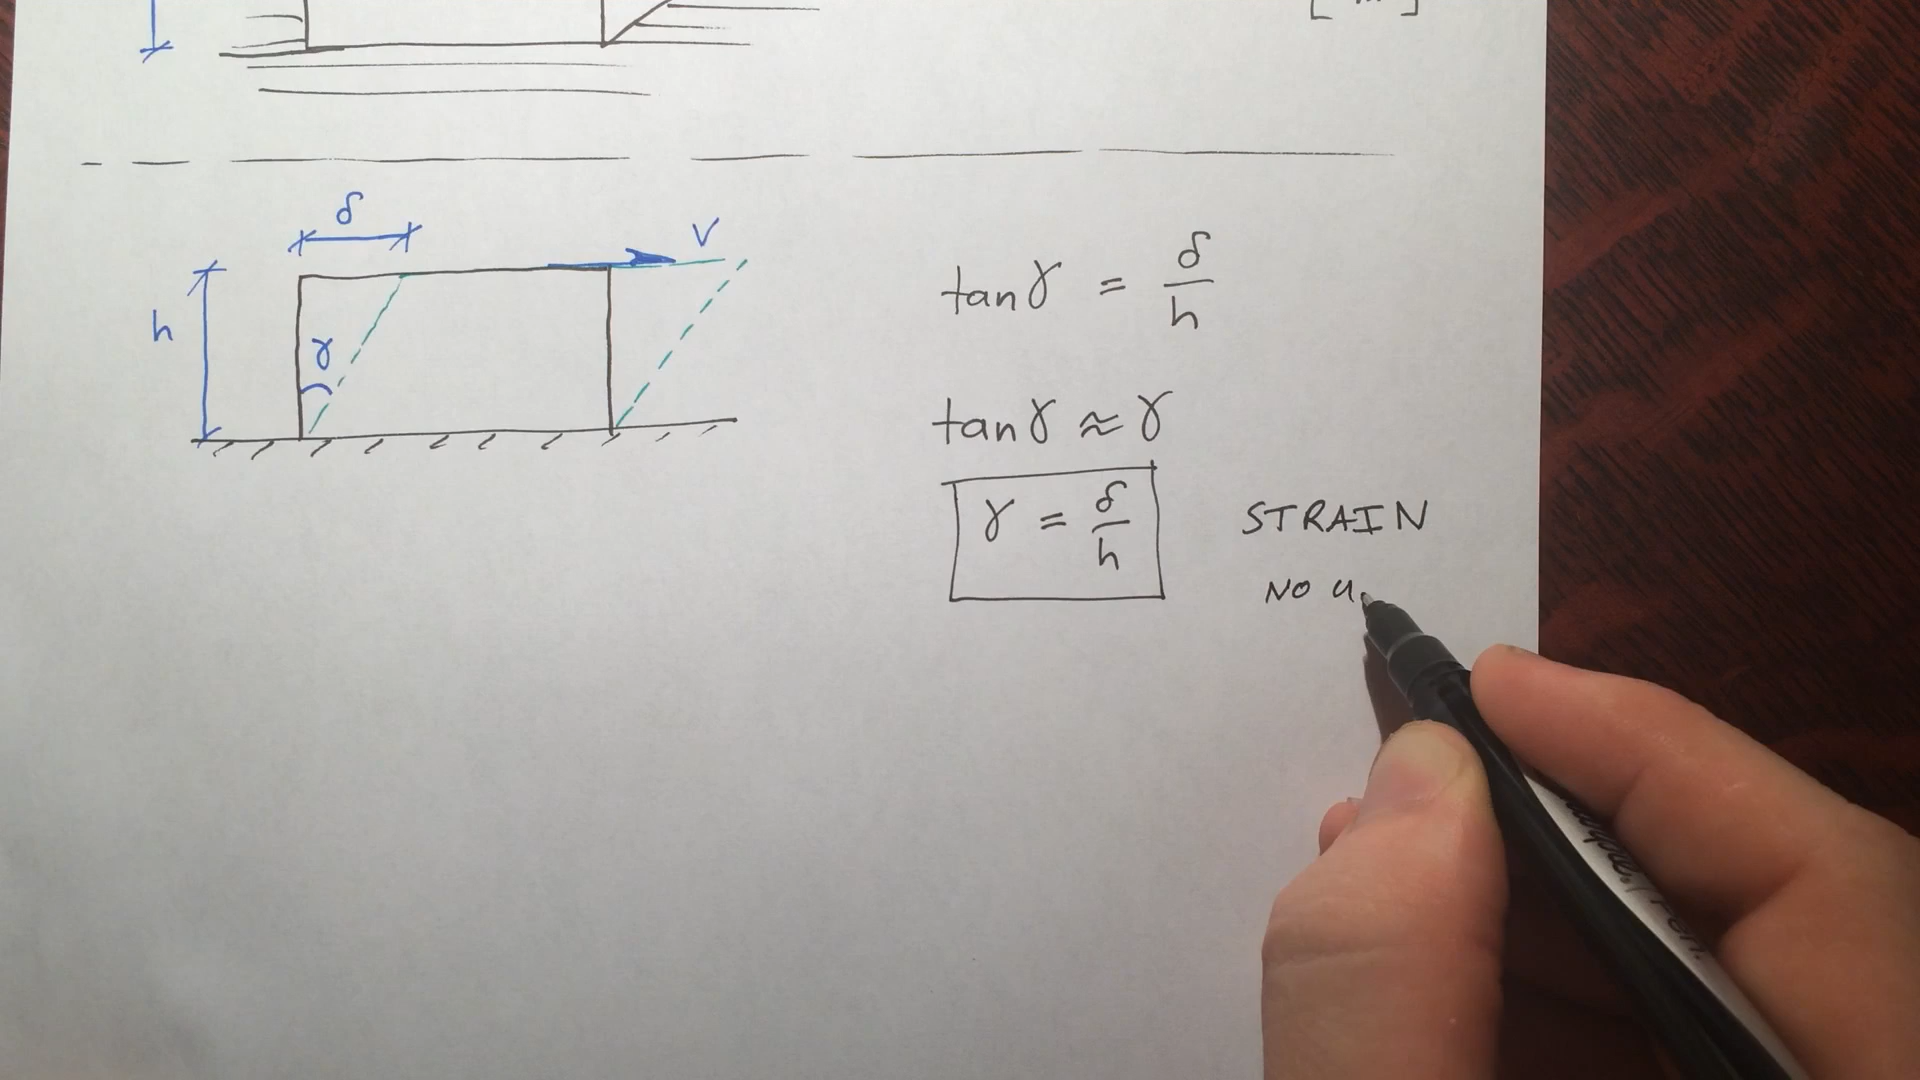 δ
V
h
γ
tan γ = δ/h
tan γ ≈ γ
γ = δ/h
STRAIN
NO U